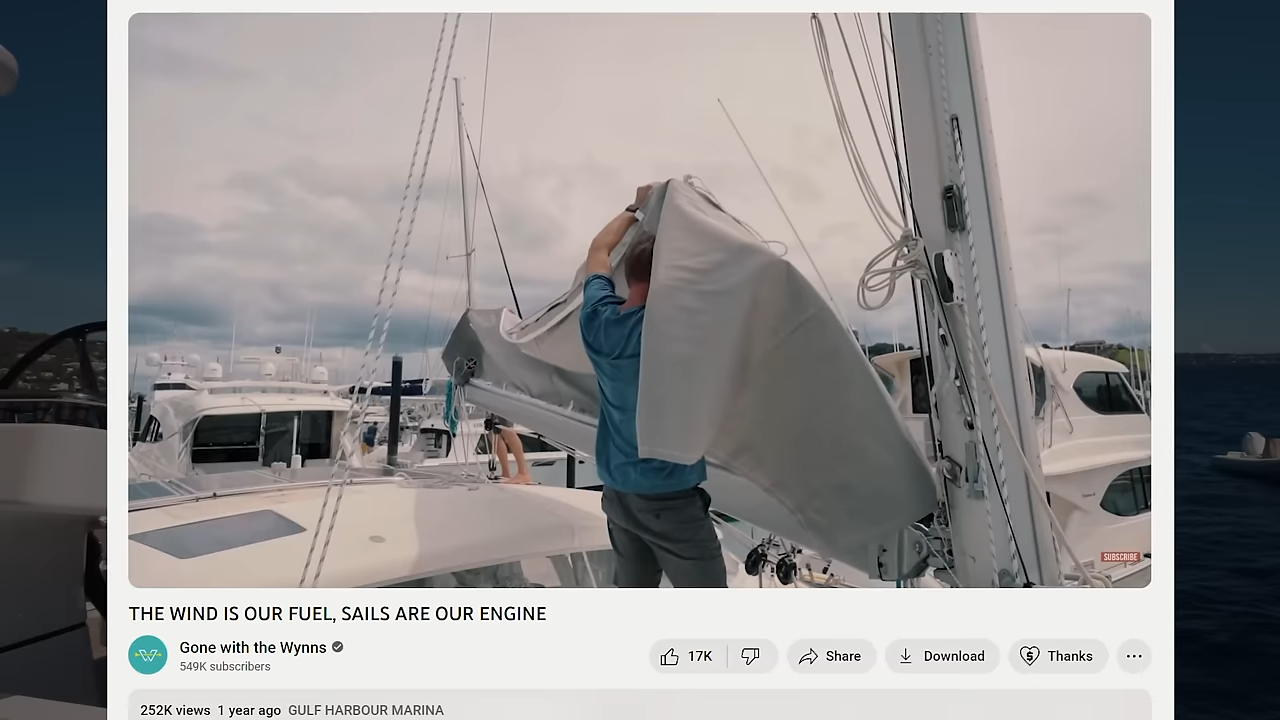 SUBSCRIBE
THE WIND IS OUR FUEL, SAILS ARE OUR ENGINE
Gone with the Wynns
549K subscribers
17K
Share
Download
Thanks
252K views 1 year ago GULF HARBOUR MARINA